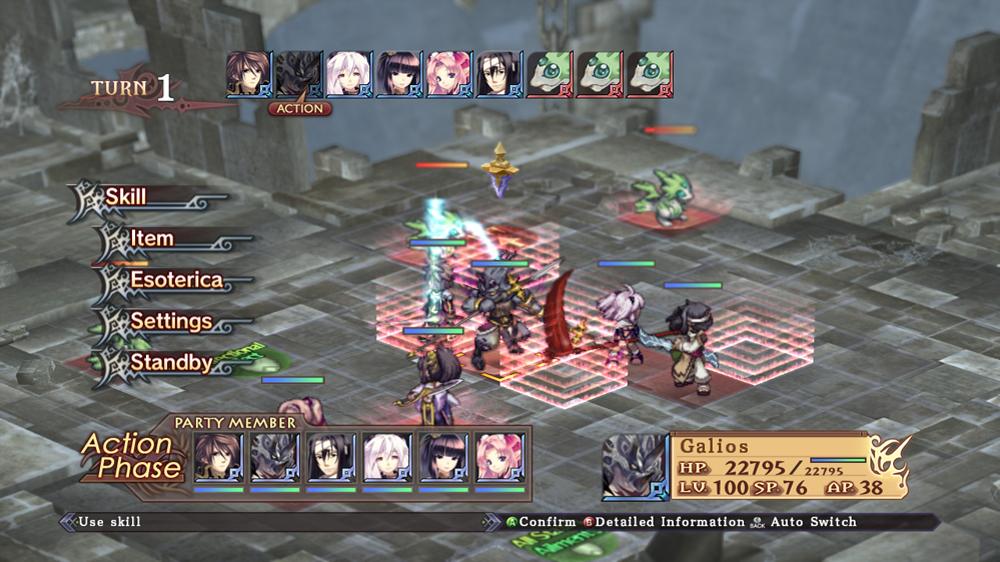 TURN 1
ACTION
Skill
Item
Esoterica
Settings
Standby
PARTY MEMBER
Action
Phase
Galios
HP 22795/22795
LV 100 SP 76 AP 38
Use skill
A Confirm B Detailed Information BACK Auto Switch